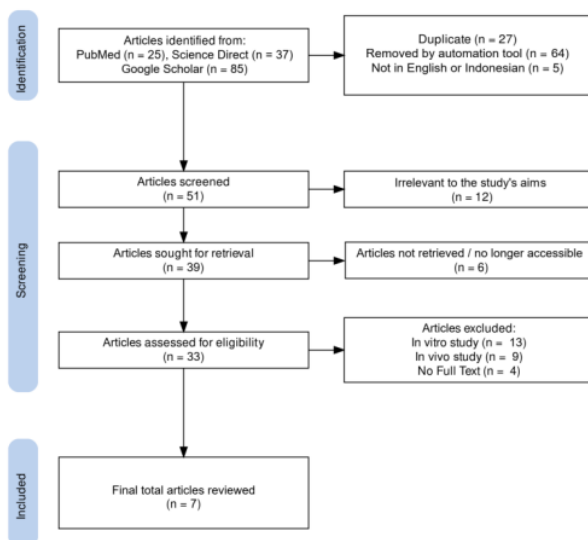 Identification
Articles identified from:
PubMed (n = 25), Science Direct (n = 37)
Google Scholar (n = 85)
Duplicate (n = 27)
Removed by automation tool (n = 64)
Not in English or Indonesian (n = 5)
Screening
Articles screened
(n = 51)
Irrelevant to the study's aims
(n = 12)
Articles sought for retrieval
(n = 39)
Articles not retrieved / no longer accessible
(n = 6)
Articles assessed for eligibility
(n = 33)
Articles excluded:
In vitro study (n = 13)
In vivo study (n = 9)
No Full Text (n = 4)
Included
Final total articles reviewed
(n = 7)